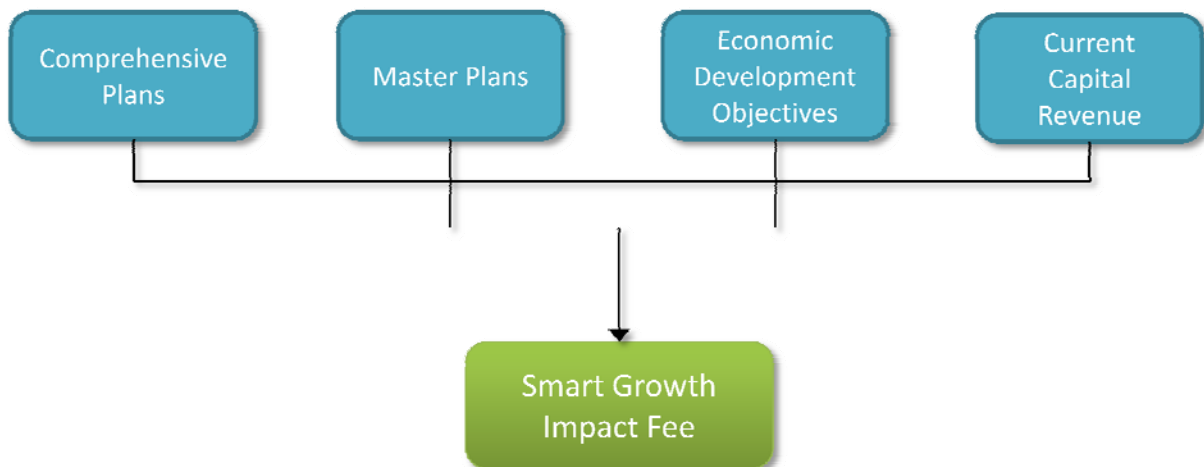 Comprehensive
Plans
Master Plans
Economic
Development
Objectives
Current
Capital
Revenue
Smart Growth
Impact Fee